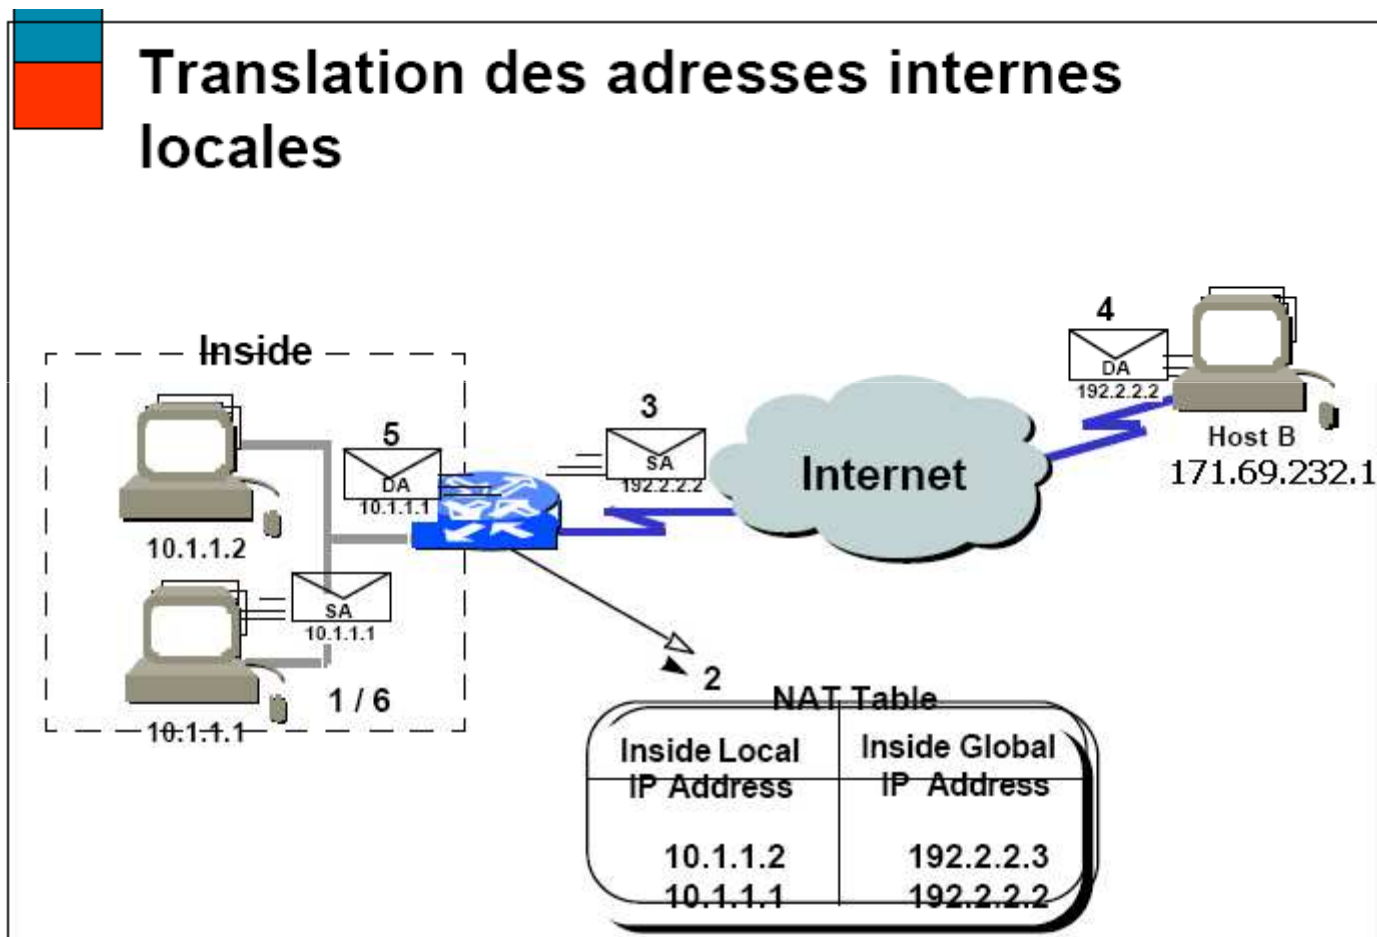 Translation des adresses internes
locales
Inside
4
DA
192.2.2.2
Host B
171.69.232.1
3
SA
192.2.2.2
Internet
5
DA
10.1.1.1
10.1.1.2
SA
10.1.1.1
1 / 6
10.1.1.1
2
NAT Table
Inside Local
IP Address
Inside Global
IP Address
10.1.1.2 192.2.2.3
10.1.1.1 192.2.2.2